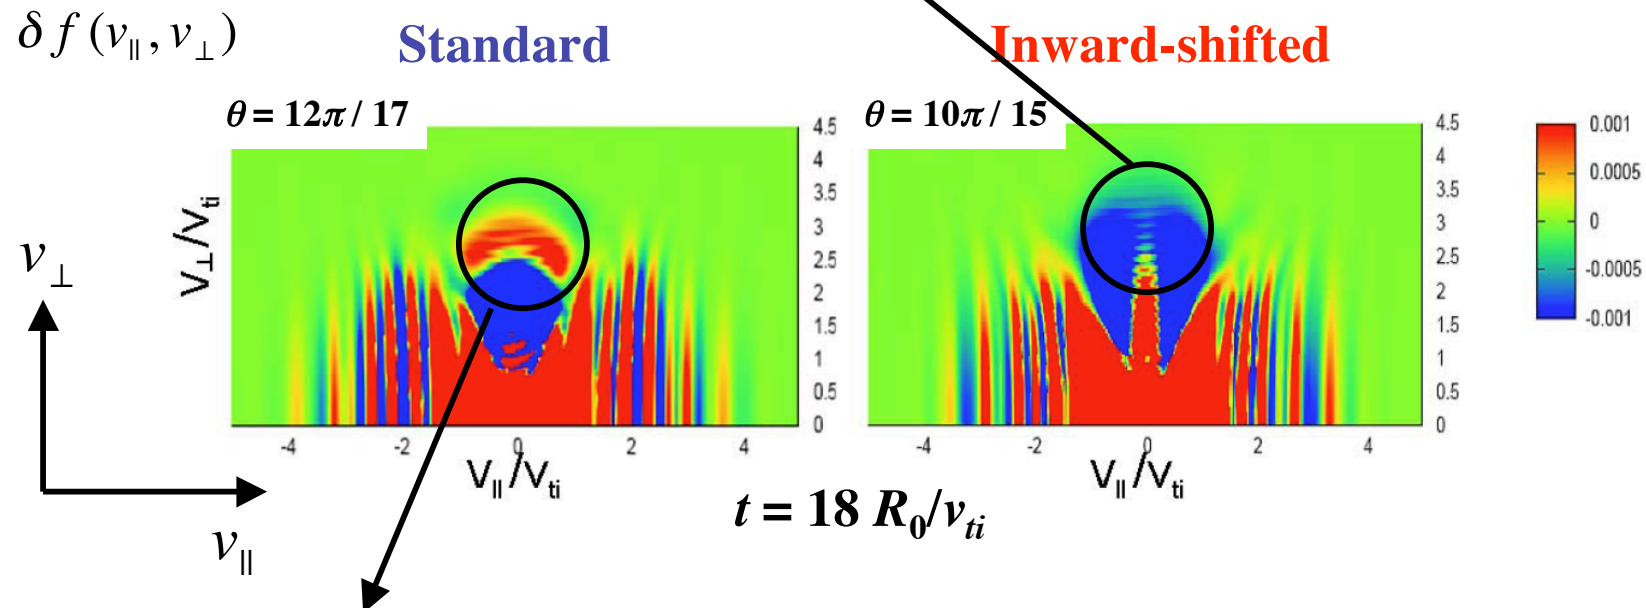 δf(v∥, v⊥)
Standard
Inward-shifted
θ = 12π / 17
θ = 10π / 15
4.5
4
3.5
3
2.5
2
1.5
1
0.5
0
V⊥/Vti
-4 -2 0 2 4
V∥/Vti
4.5
4
3.5
3
2.5
2
1.5
1
0.5
0
-4 -2 0 2 4
V∥/Vti
0.001
0.0005
0
-0.0005
-0.001
v⊥
v∥
t = 18 R0/vti